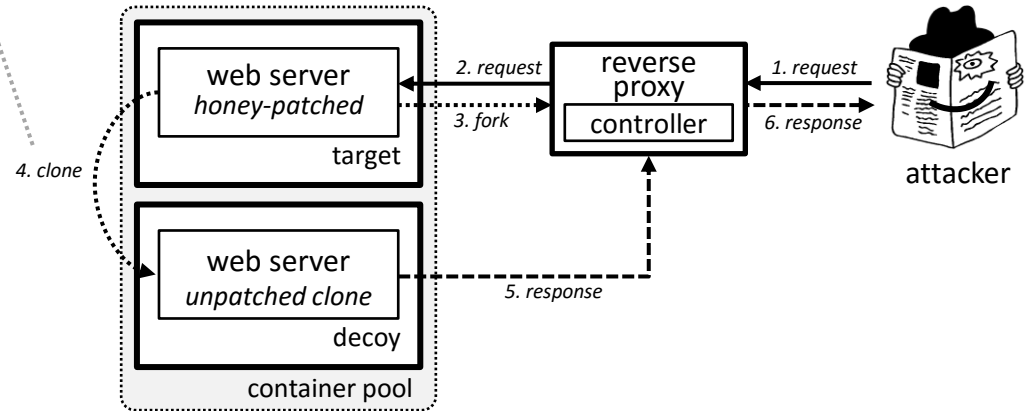 web server
honey-patched
target
2. request
3. fork
reverse
proxy
controller
1. request
6. response
attacker
4. clone
web server
unpatched clone
decoy
5. response
container pool